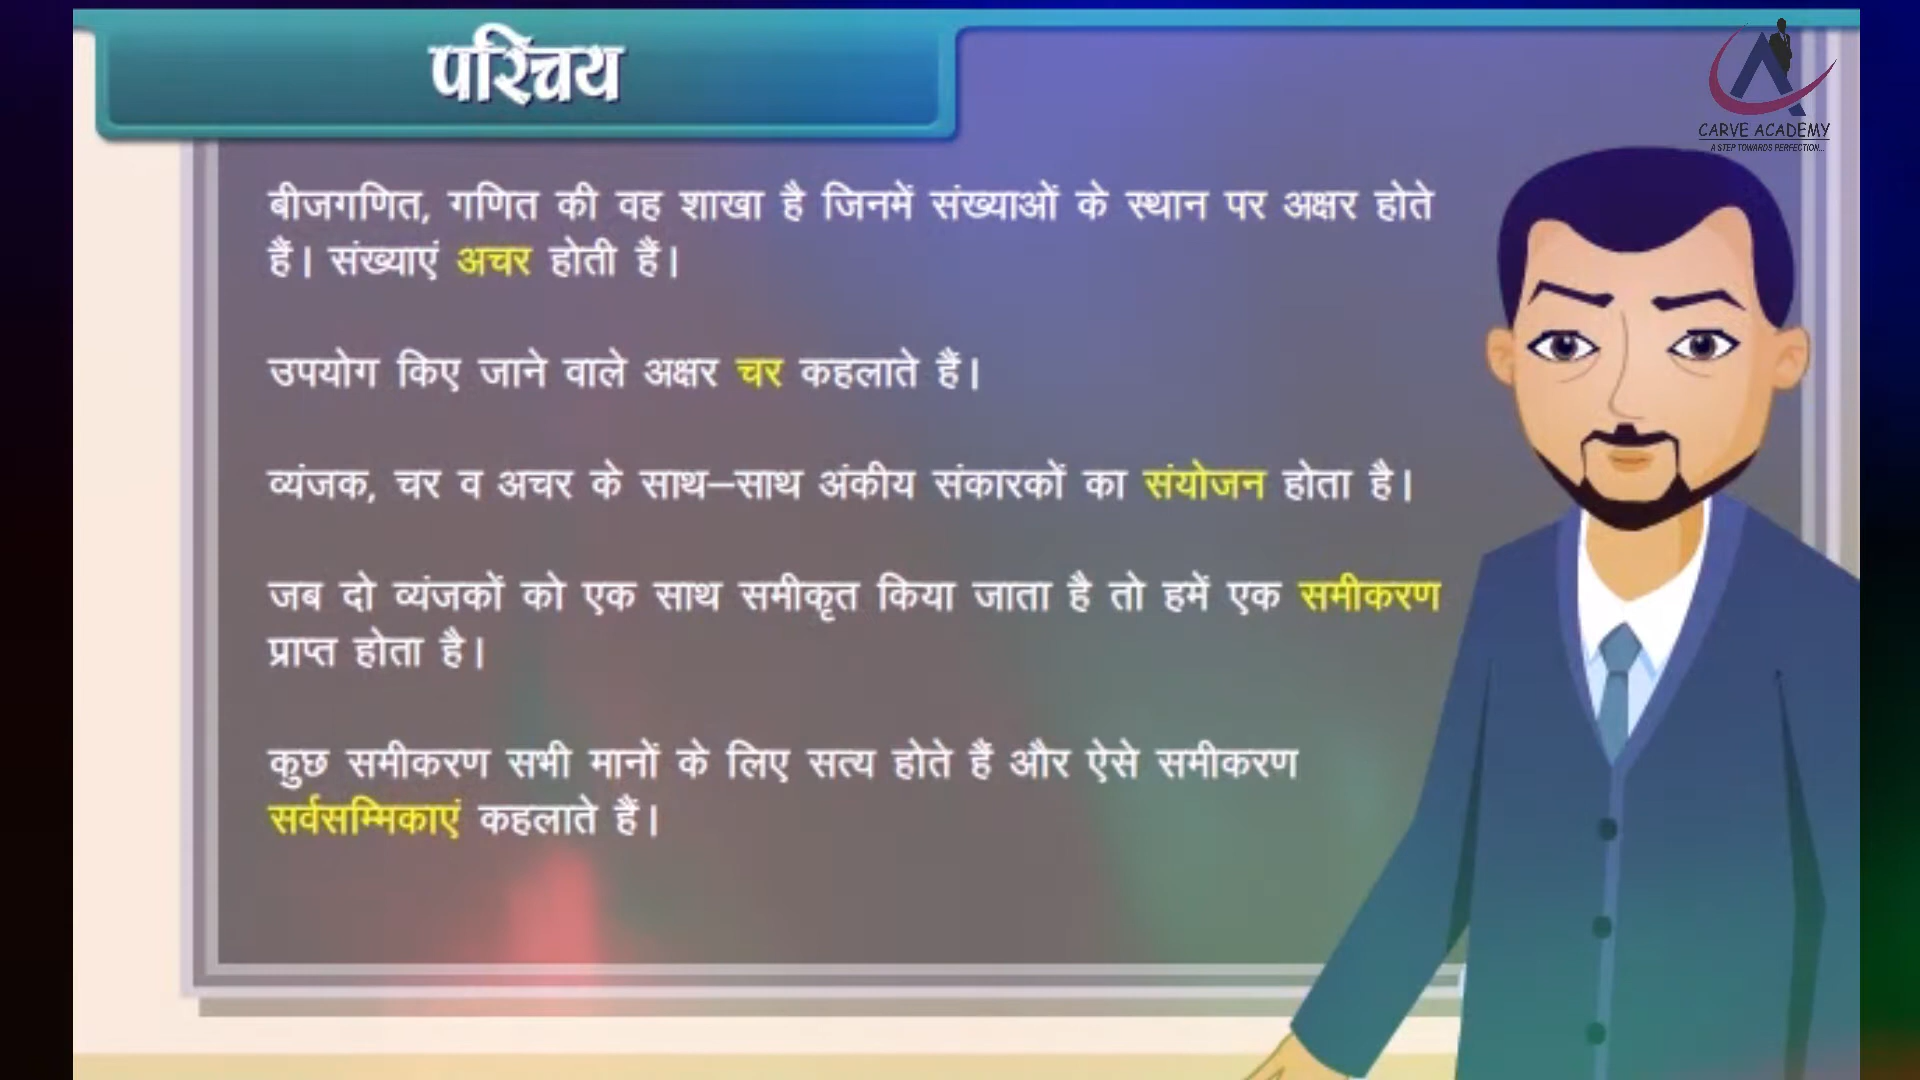 परिचय
CARVE ACADEMY
A STEP TOWARDS PERFECTION...
बीजगणित, गणित की वह शाखा है जिनमें संख्याओं के स्थान पर अक्षर होते
हैं। संख्याएं अचर होती हैं।
उपयोग किए जाने वाले अक्षर चर कहलाते हैं।
व्यंजक, चर व अचर के साथ–साथ अंकीय संकारकों का संयोजन होता है।
जब दो व्यंजकों को एक साथ समीकृत किया जाता है तो हमें एक समीकरण
प्राप्त होता है।
कुछ समीकरण सभी मानों के लिए सत्य होते हैं और ऐसे समीकरण
सर्वसम्मिकाएं कहलाते हैं।